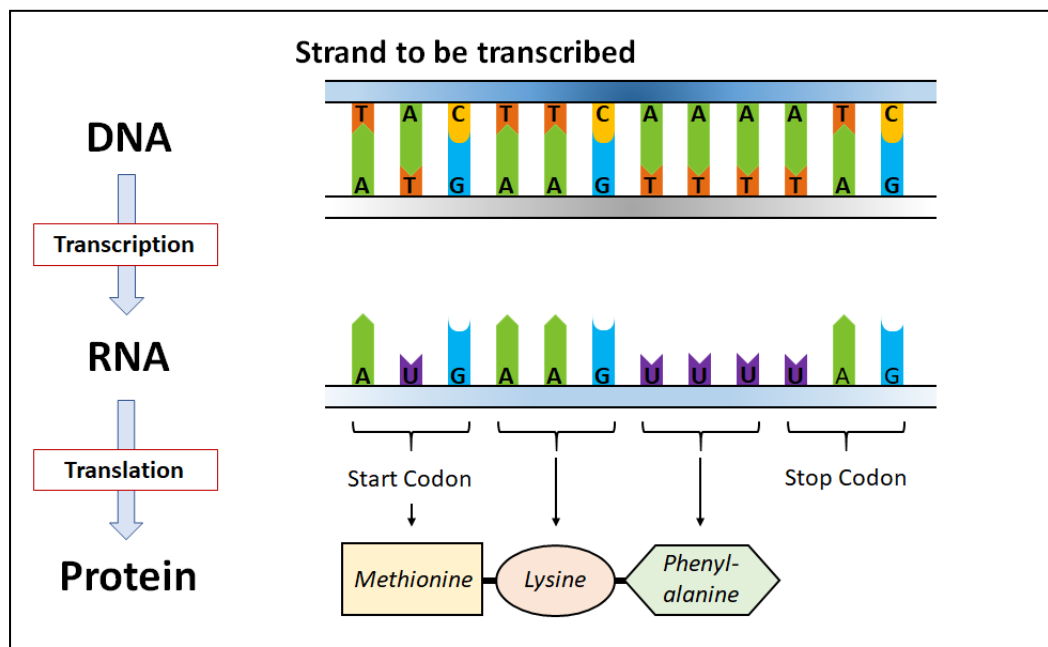 Strand to be transcribed
DNA
T A C T T C A A A A T C
A T G A A G T T T T A G
Transcription
RNA
A U G A A G U U U U A G
Translation
Start Codon
Stop Codon
Protein
Methionine
Lysine
Phenyl-
alanine